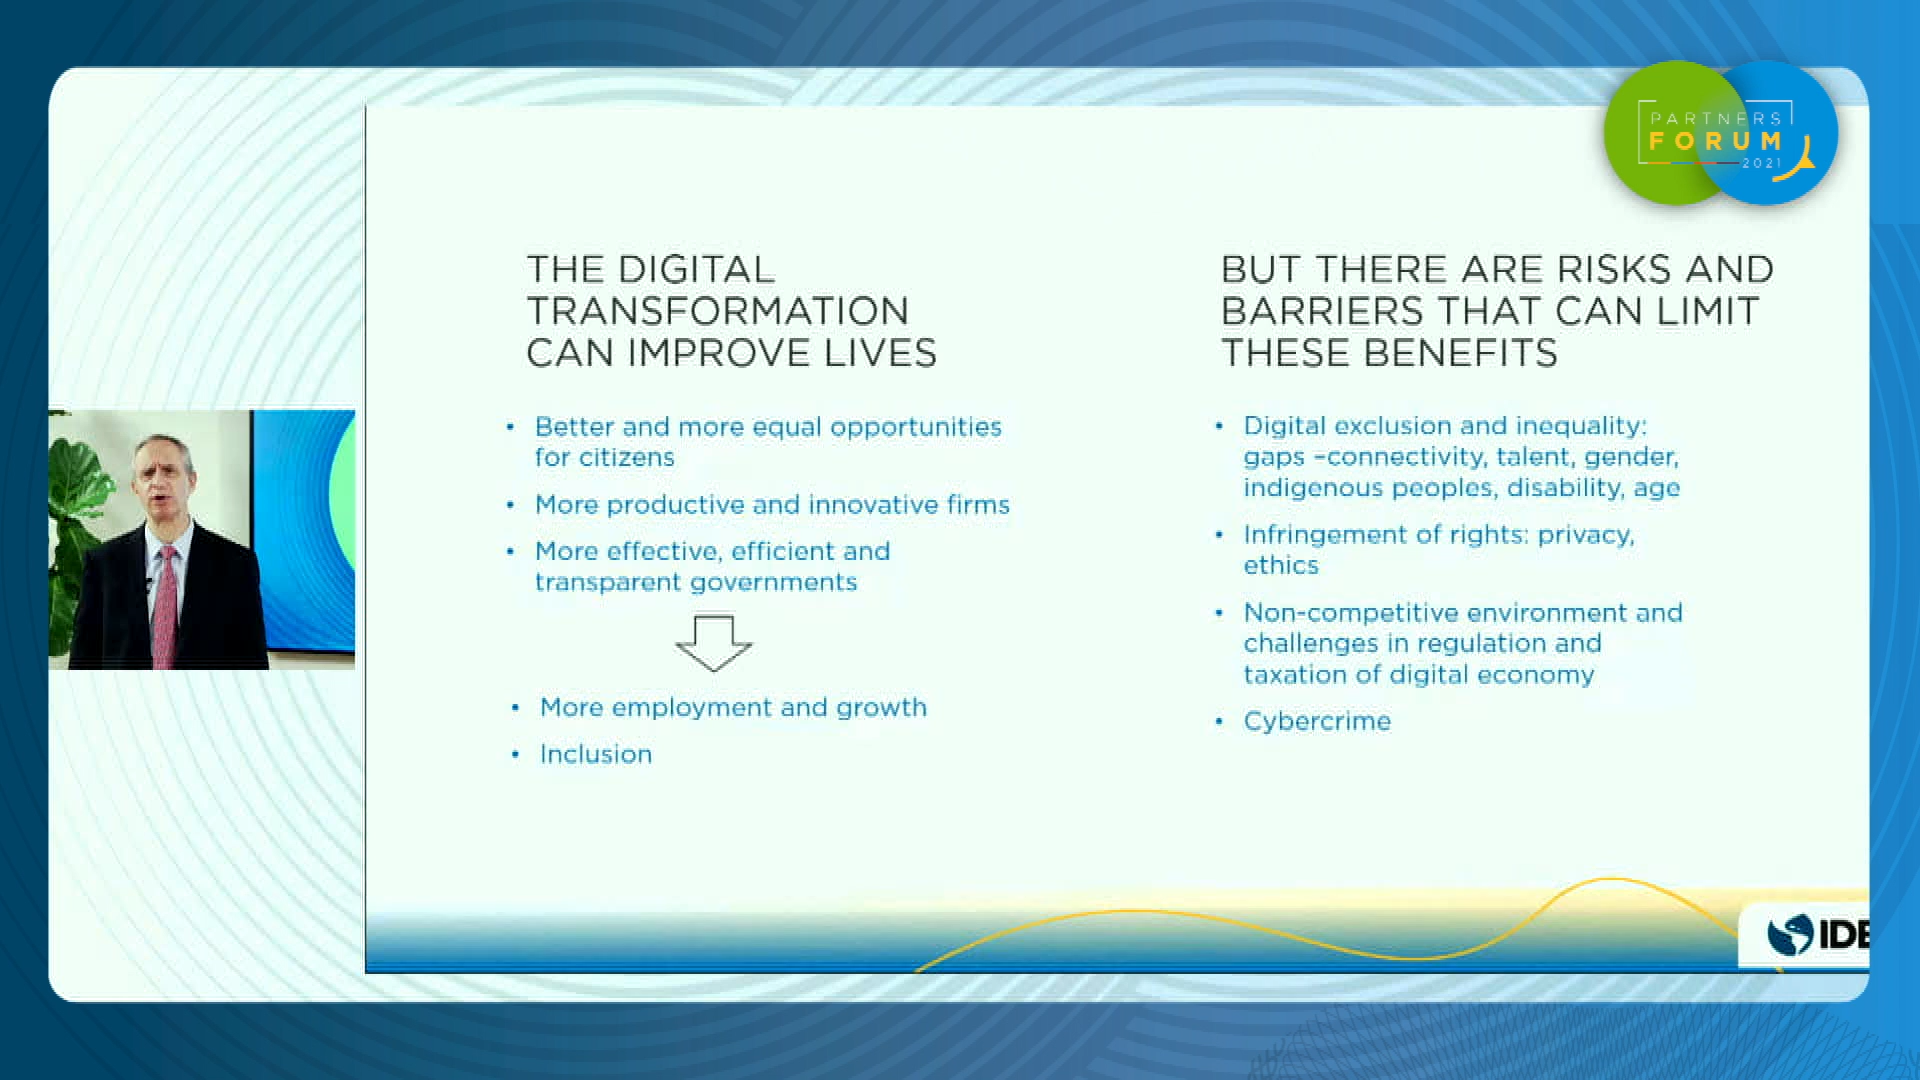 PARTNERS
FORUM
2021
THE DIGITAL
TRANSFORMATION
CAN IMPROVE LIVES
• Better and more equal opportunities
for citizens
• More productive and innovative firms
• More effective, efficient and
transparent governments
• More employment and growth
• Inclusion
BUT THERE ARE RISKS AND
BARRIERS THAT CAN LIMIT
THESE BENEFITS
• Digital exclusion and inequality:
gaps –connectivity, talent, gender,
indigenous peoples, disability, age
• Infringement of rights: privacy,
ethics
• Non-competitive environment and
challenges in regulation and
taxation of digital economy
• Cybercrime